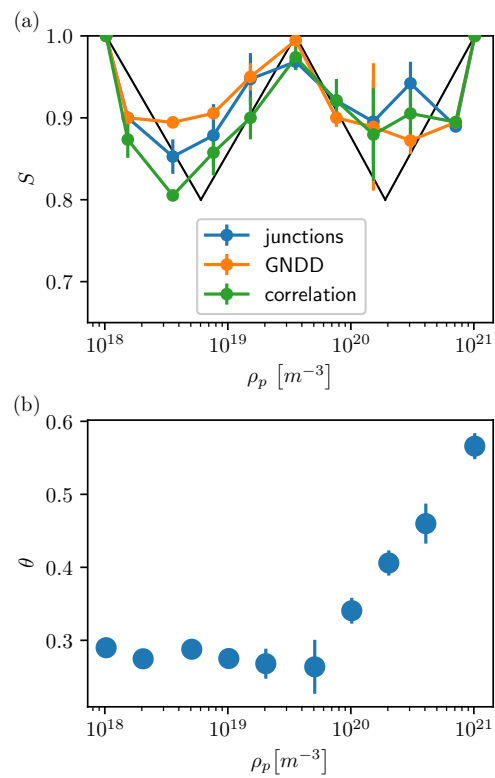 (a)
1.0
0.9
0.8
0.7
S
junctions
GNDD
correlation
10^18 10^19 10^20 10^21
ρ_p [m^−3]
(b)
0.6
0.5
0.4
0.3
θ
10^18 10^19 10^20 10^21
ρ_p [m^−3]